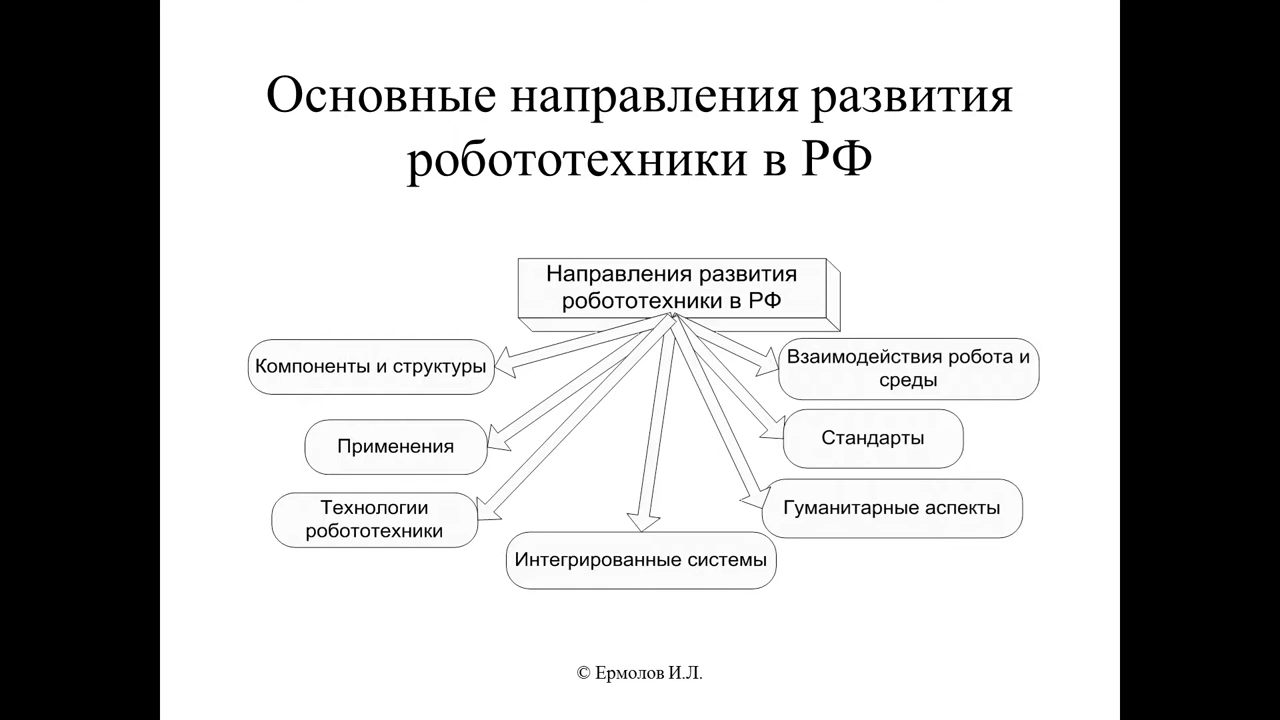 Основные направления развития
робототехники в РФ
Направления развития
робототехники в РФ
Компоненты и структуры
Взаимодействия робота и
среды
Применения
Стандарты
Технологии
робототехники
Гуманитарные аспекты
Интегрированные системы
© Ермолов И.Л.